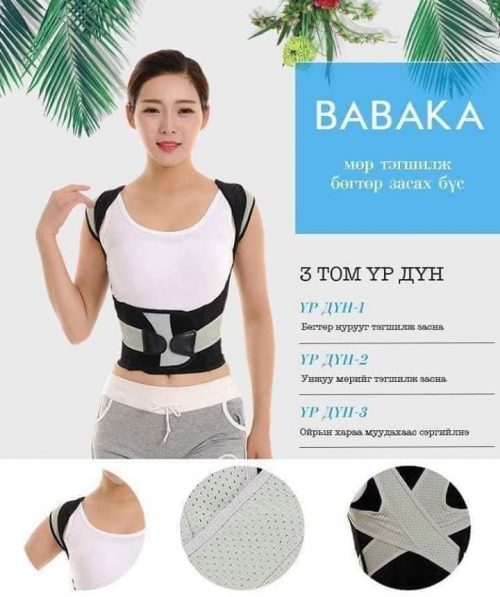 BABAKA
мөр тэгшилж
бөгтөр засах бүс
3 ТОМ ҮР ДҮН
ҮР ДҮН-1
Бөгтөр нурууг тэгшилж засна
ҮР ДҮН-2
Унжуу мөрийг тэгшилж засна
ҮР ДҮН-3
Ойрын хараа муудахаас сэргийлнэ